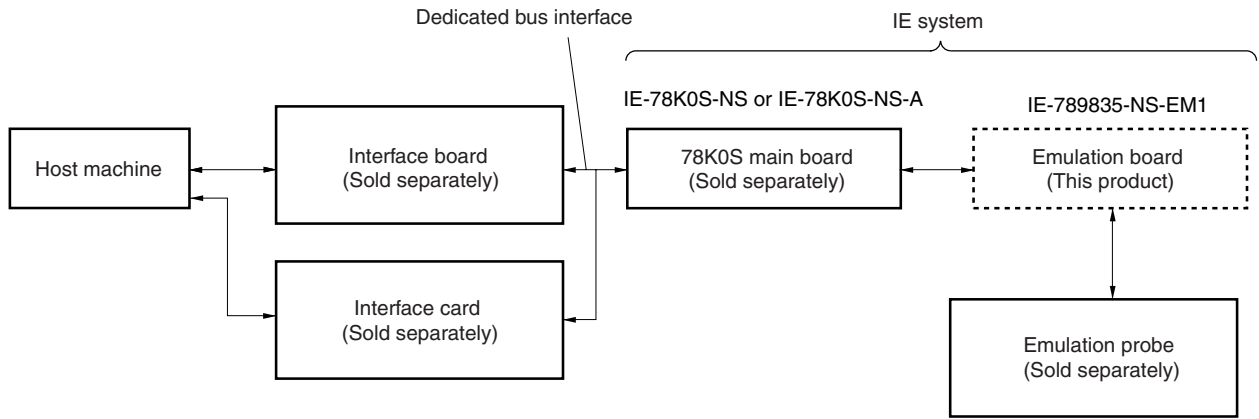 Dedicated bus interface
IE system
IE-78K0S-NS or IE-78K0S-NS-A
IE-789835-NS-EM1
Host machine
Interface board
(Sold separately)
78K0S main board
(Sold separately)
Emulation board
(This product)
Interface card
(Sold separately)
Emulation probe
(Sold separately)